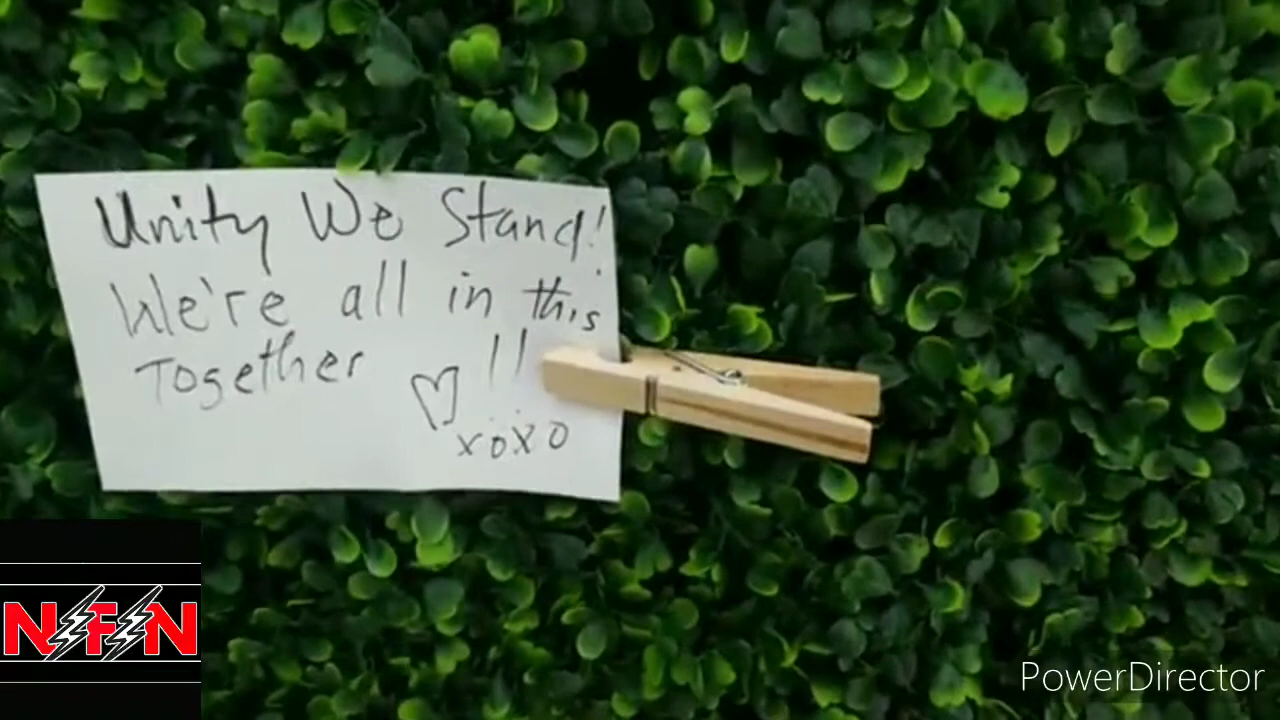 Unity We Stand!
We're all in this
Together !!
♡
xoxo
NFN
PowerDirector